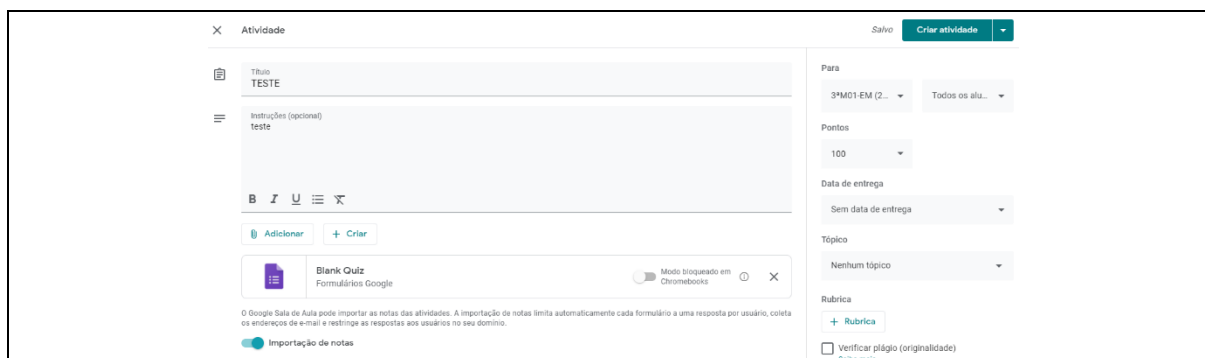 Atividade
Salvo
Criar atividade
Título
TESTE
Instruções (opcional)
teste
B I U
Adicionar
+ Criar
Blank Quiz
Formulários Google
Modo bloqueado em
Chromebooks
O Google Sala de Aula pode importar as notas das atividades. A importação de notas limita automaticamente cada formulário a uma resposta por usuário, coleta
os endereços de e-mail e restringe as respostas aos usuários no seu domínio.
Importação de notas
Para
3ªM01-EM (2...
Todos os alu...
Pontos
100
Data de entrega
Sem data de entrega
Tópico
Nenhum tópico
Rubrica
+ Rubrica
Verificar plágio (originalidade)